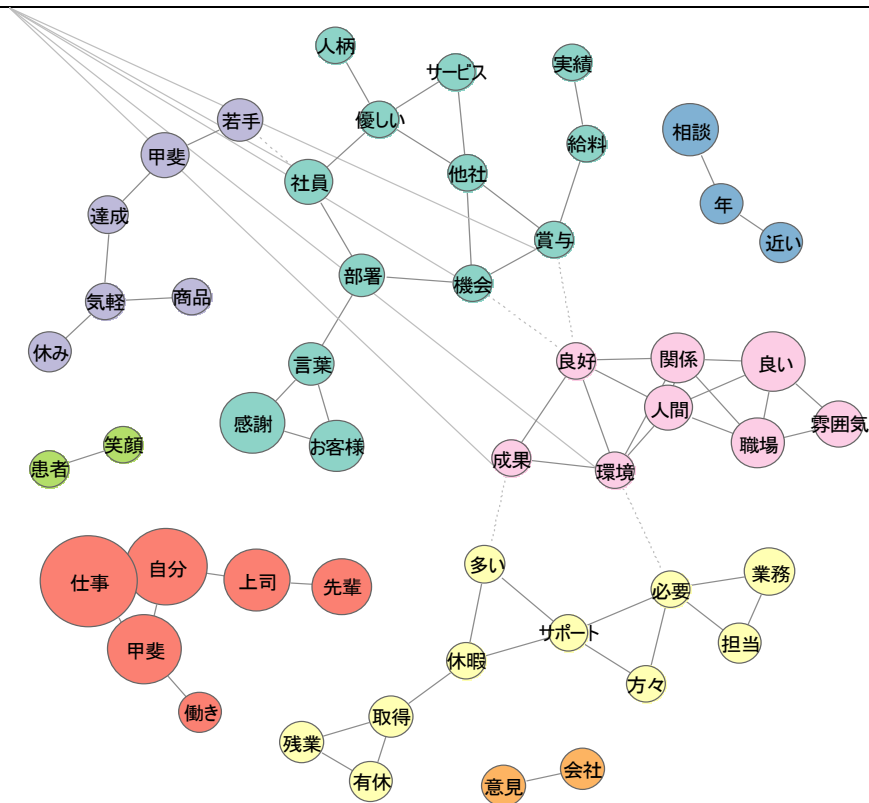 人柄
サービス
実績
若手
優しい
相談
甲斐
給料
社員
他社
達成
年
賞与
近い
部署
機会
気軽
商品
休み
言葉
良好
関係
良い
人間
感謝
お客様
職場
雰囲気
笑顔
患者
成果
環境
多い
業務
仕事
自分
上司
先輩
必要
サポート
担当
甲斐
休暇
方々
働き
取得
残業
有休
意見
会社